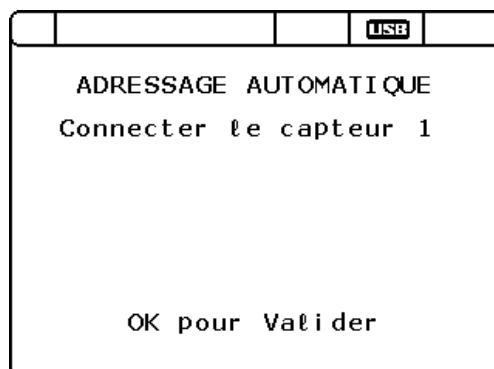 USB
ADRESSAGE AUTOMATIQUE
Connecter le capteur 1
OK pour Valider